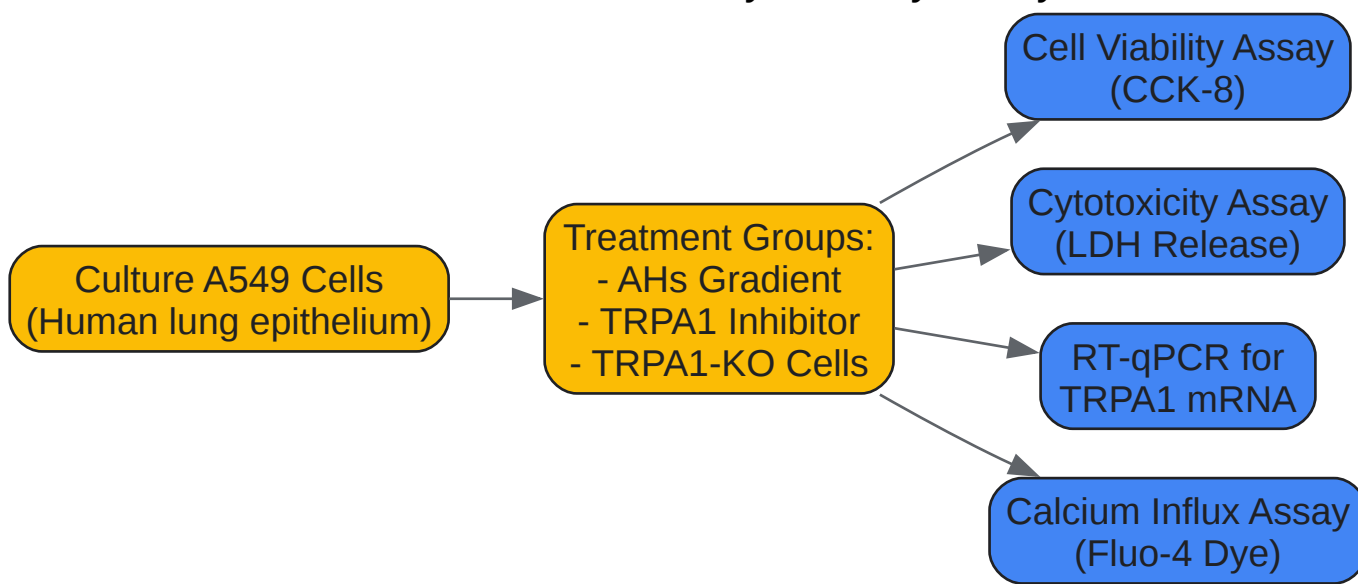 Culture A549 Cells
(Human lung epithelium)
Treatment Groups:
- AHs Gradient
- TRPA1 Inhibitor
- TRPA1-KO Cells
Cell Viability Assay
(CCK-8)
Cytotoxicity Assay
(LDH Release)
RT-qPCR for
TRPA1 mRNA
Calcium Influx Assay
(Fluo-4 Dye)